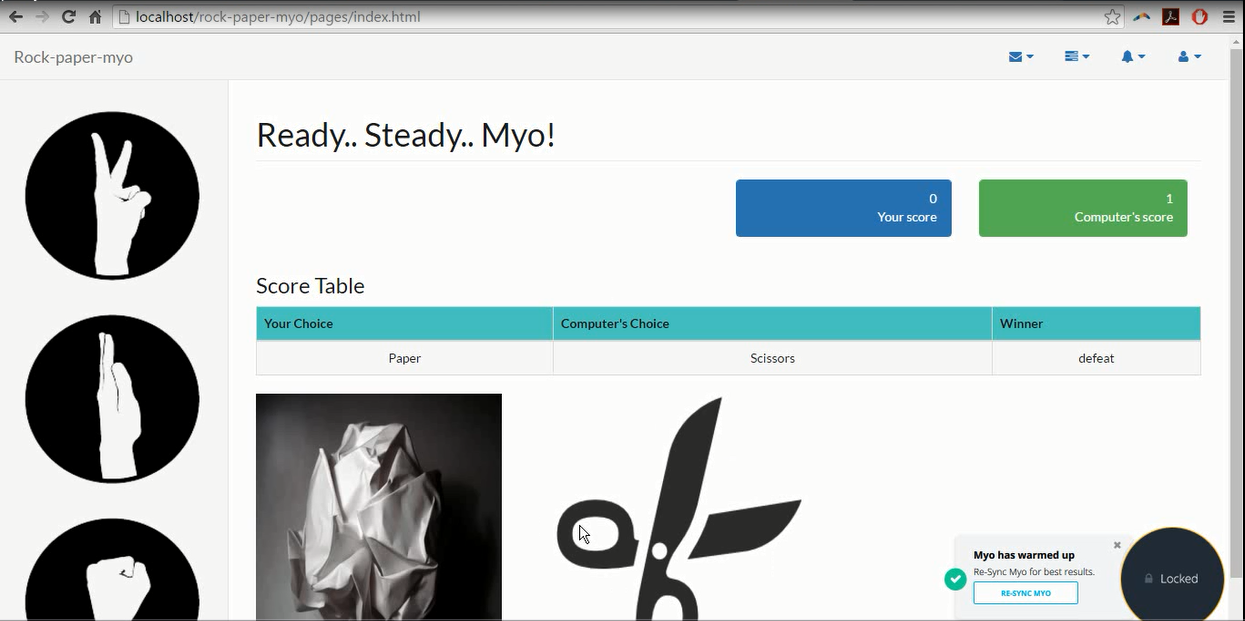 localhost/rock-paper-myo/pages/index.html
Rock-paper-myo
Ready.. Steady.. Myo!
0
Your score
1
Computer's score
Score Table
Your Choice Computer's Choice Winner
Paper Scissors defeat
Myo has warmed up
Re-Sync Myo for best results.
RE-SYNC MYO
Locked